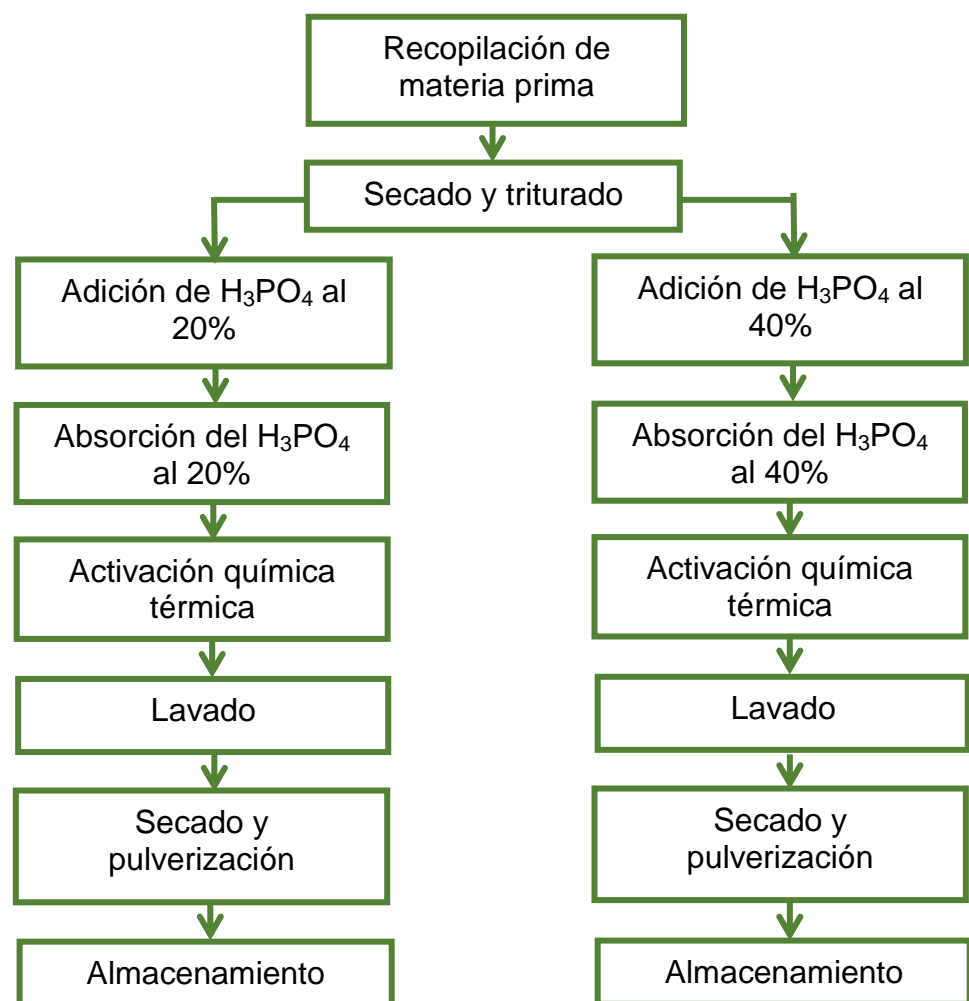 Recopilación de
materia prima
Secado y triturado
Adición de H₃PO₄ al
20%
Absorción del H₃PO₄
al 20%
Activación química
térmica
Lavado
Secado y
pulverización
Almacenamiento
Adición de H₃PO₄ al
40%
Absorción del H₃PO₄
al 40%
Activación química
térmica
Lavado
Secado y
pulverización
Almacenamiento